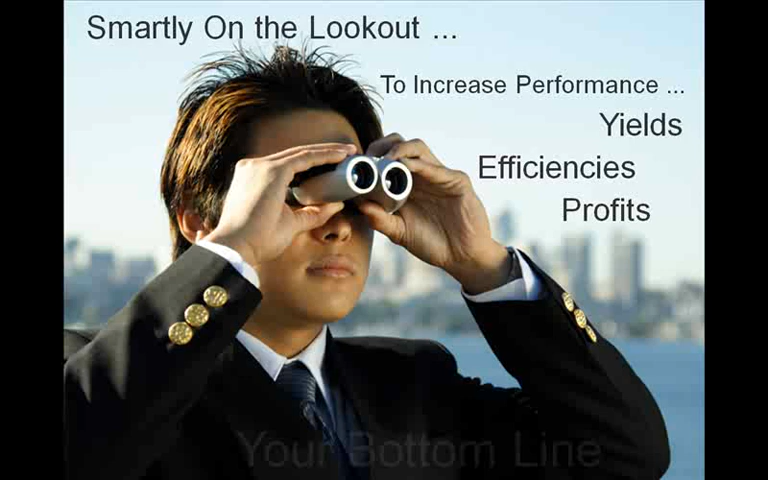 Smartly On the Lookout ...
To Increase Performance ...
Yields
Efficiencies
Profits
Your Bottom Line